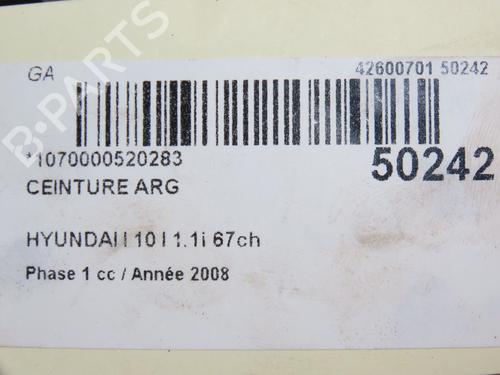 GA
42600701 50242
*1070000520283
50242
CEINTURE ARG
HYUNDAI I 10 I 1.1i 67ch
Phase 1 cc / Année 2008
B-PARTS